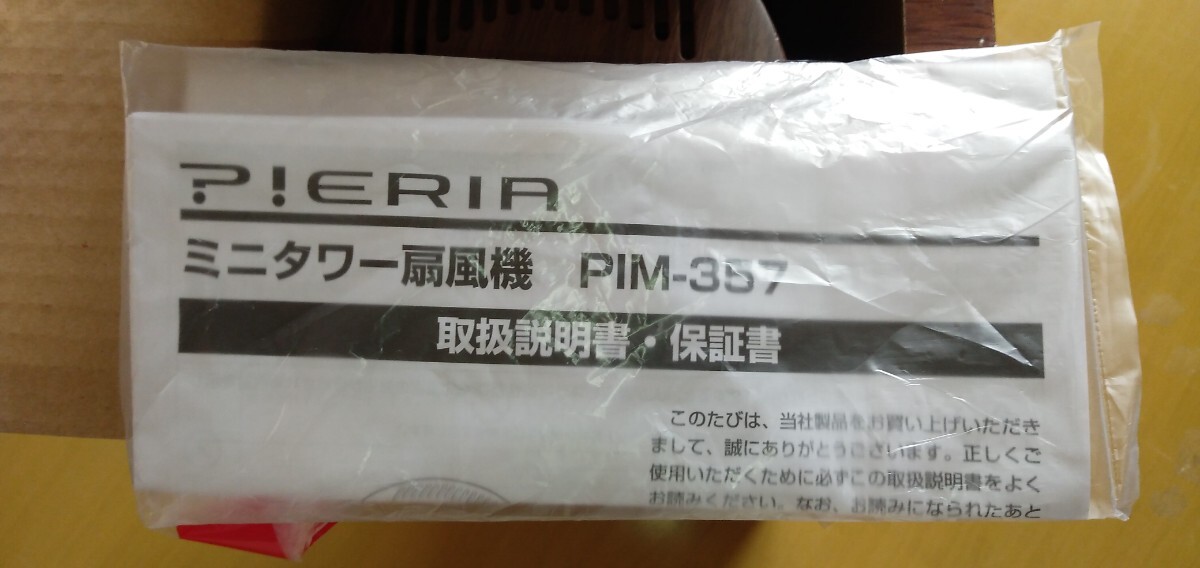 PIERIA
ミニタワー扇風機 PIM-357
取扱説明書・保証書
このたびは、当社製品をお買い上げいただき
まして、誠にありがとうございます。正しくご
使用いただくために必ずこの取扱説明書をよく
お読みください。なお、お読みになられたあと